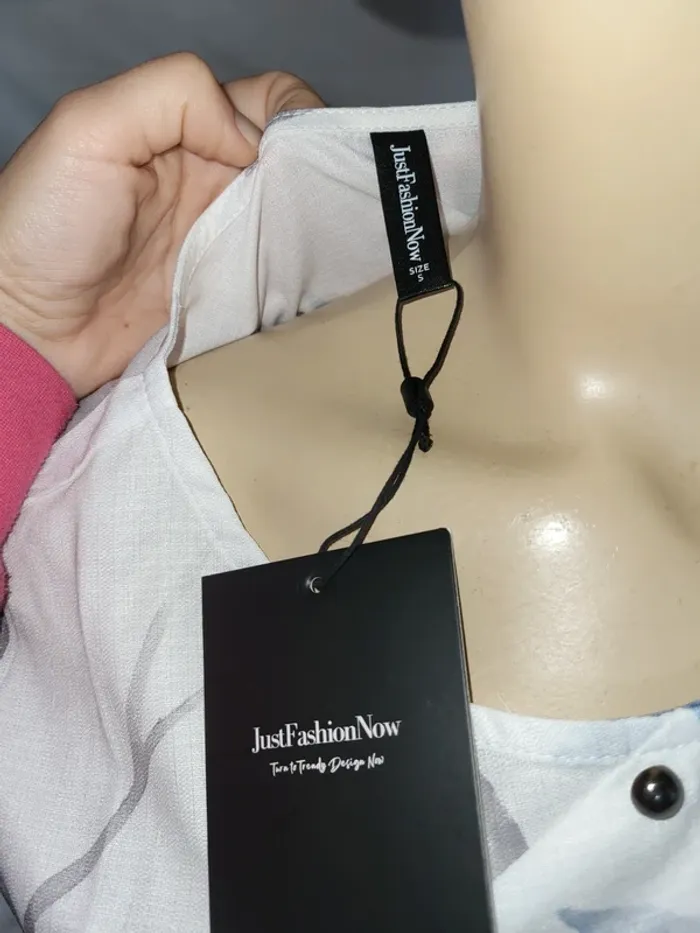 JustFashionNow
SIZE
S
JustFashionNow
Turn to Trendy Design Now